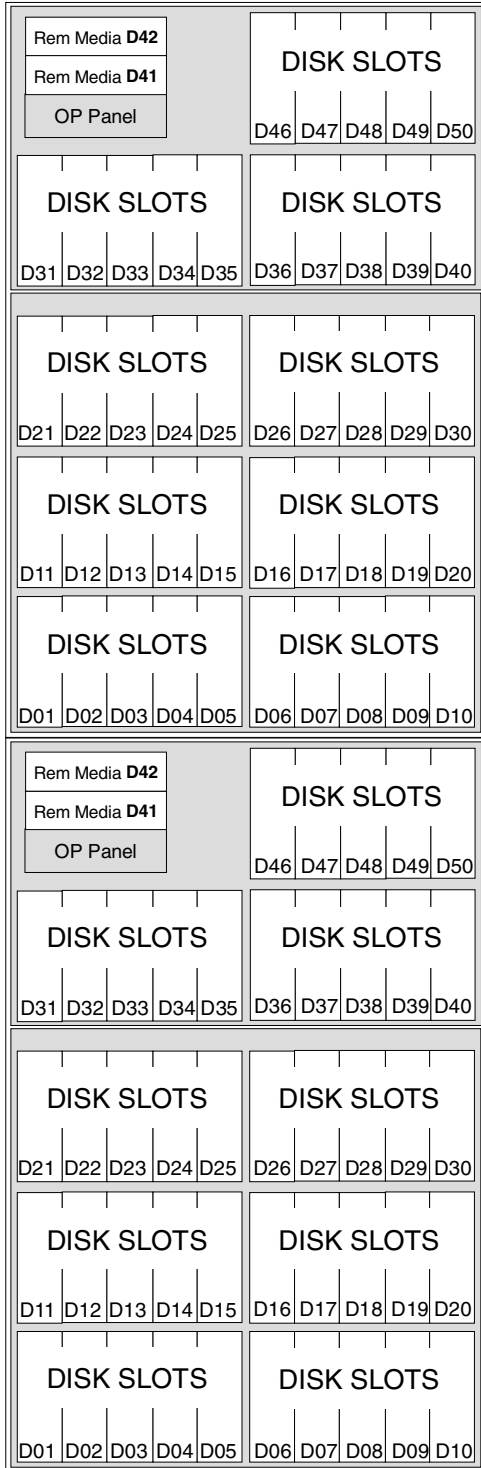 Rem Media D42
DISK SLOTS
Rem Media D41
OP Panel
D46 D47 D48 D49 D50
DISK SLOTS DISK SLOTS
D31 D32 D33 D34 D35 D36 D37 D38 D39 D40
DISK SLOTS DISK SLOTS
D21 D22 D23 D24 D25 D26 D27 D28 D29 D30
DISK SLOTS DISK SLOTS
D11 D12 D13 D14 D15 D16 D17 D18 D19 D20
DISK SLOTS DISK SLOTS
D01 D02 D03 D04 D05 D06 D07 D08 D09 D10
Rem Media D42
DISK SLOTS
Rem Media D41
OP Panel
D46 D47 D48 D49 D50
DISK SLOTS DISK SLOTS
D31 D32 D33 D34 D35 D36 D37 D38 D39 D40
DISK SLOTS DISK SLOTS
D21 D22 D23 D24 D25 D26 D27 D28 D29 D30
DISK SLOTS DISK SLOTS
D11 D12 D13 D14 D15 D16 D17 D18 D19 D20
DISK SLOTS DISK SLOTS
D01 D02 D03 D04 D05 D06 D07 D08 D09 D10